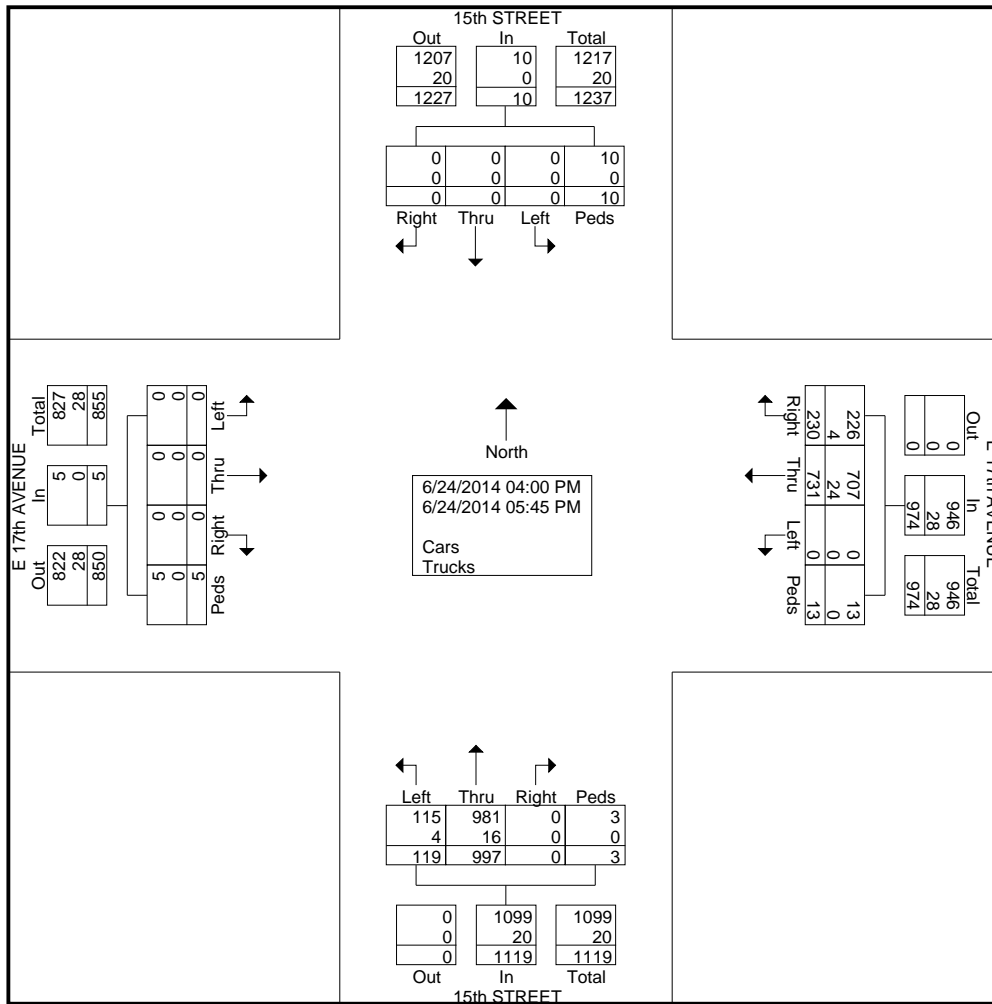 15th STREET
Out In Total
1207 10 1217
20 0 20
1227 10 1237
0 0 0 10
0 0 0 0
0 0 0 10
Right Thru Left Peds
E 17th AVENUE
Total In Out
827 5 822
28 0 28
855 5 850
0 0 0 5
0 0 0 0
0 0 0 5
Left Thru Right Peds
North
6/24/2014 04:00 PM
6/24/2014 05:45 PM
Cars
Trucks
Right Thru Left Peds
230 731 0 13
4 24 0 0
226 707 0 13
Out In Total
0 946 946
0 28 28
0 974 974
E 17th AVENUE
Left Thru Right Peds
115 981 0 3
4 16 0 0
119 997 0 3
0 1099 1099
0 20 20
0 1119 1119
Out In Total
15th STREET